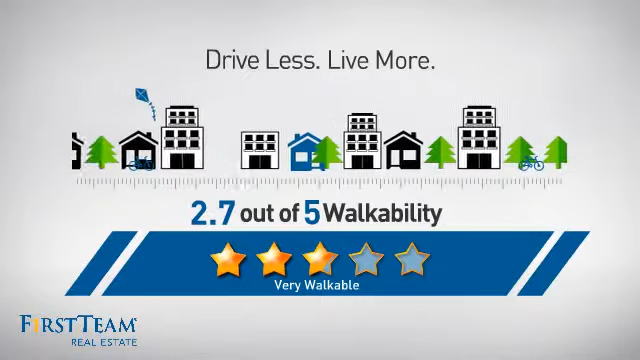 Drive Less. Live More.
2.7 out of 5 Walkability
Very Walkable
FIRSTTEAM®
REAL ESTATE